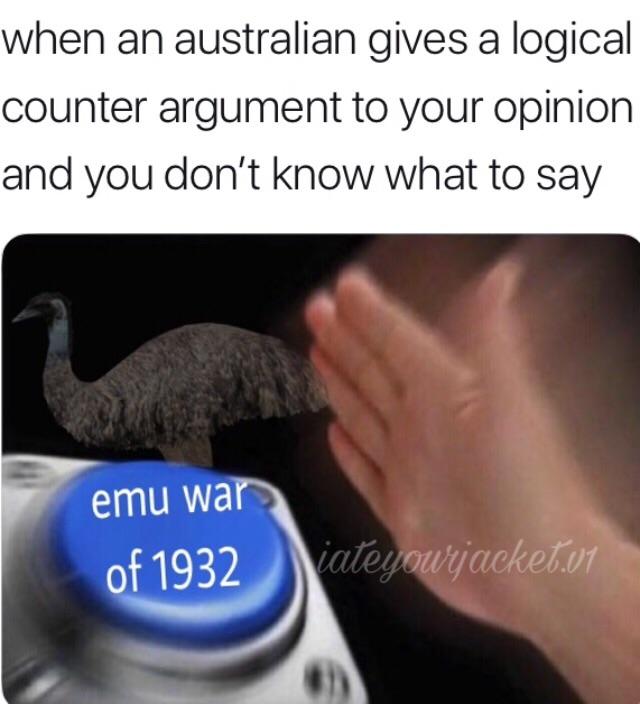 when an australian gives a logical
counter argument to your opinion
and you don't know what to say
emu war
of 1932
iateyourjacket.v1